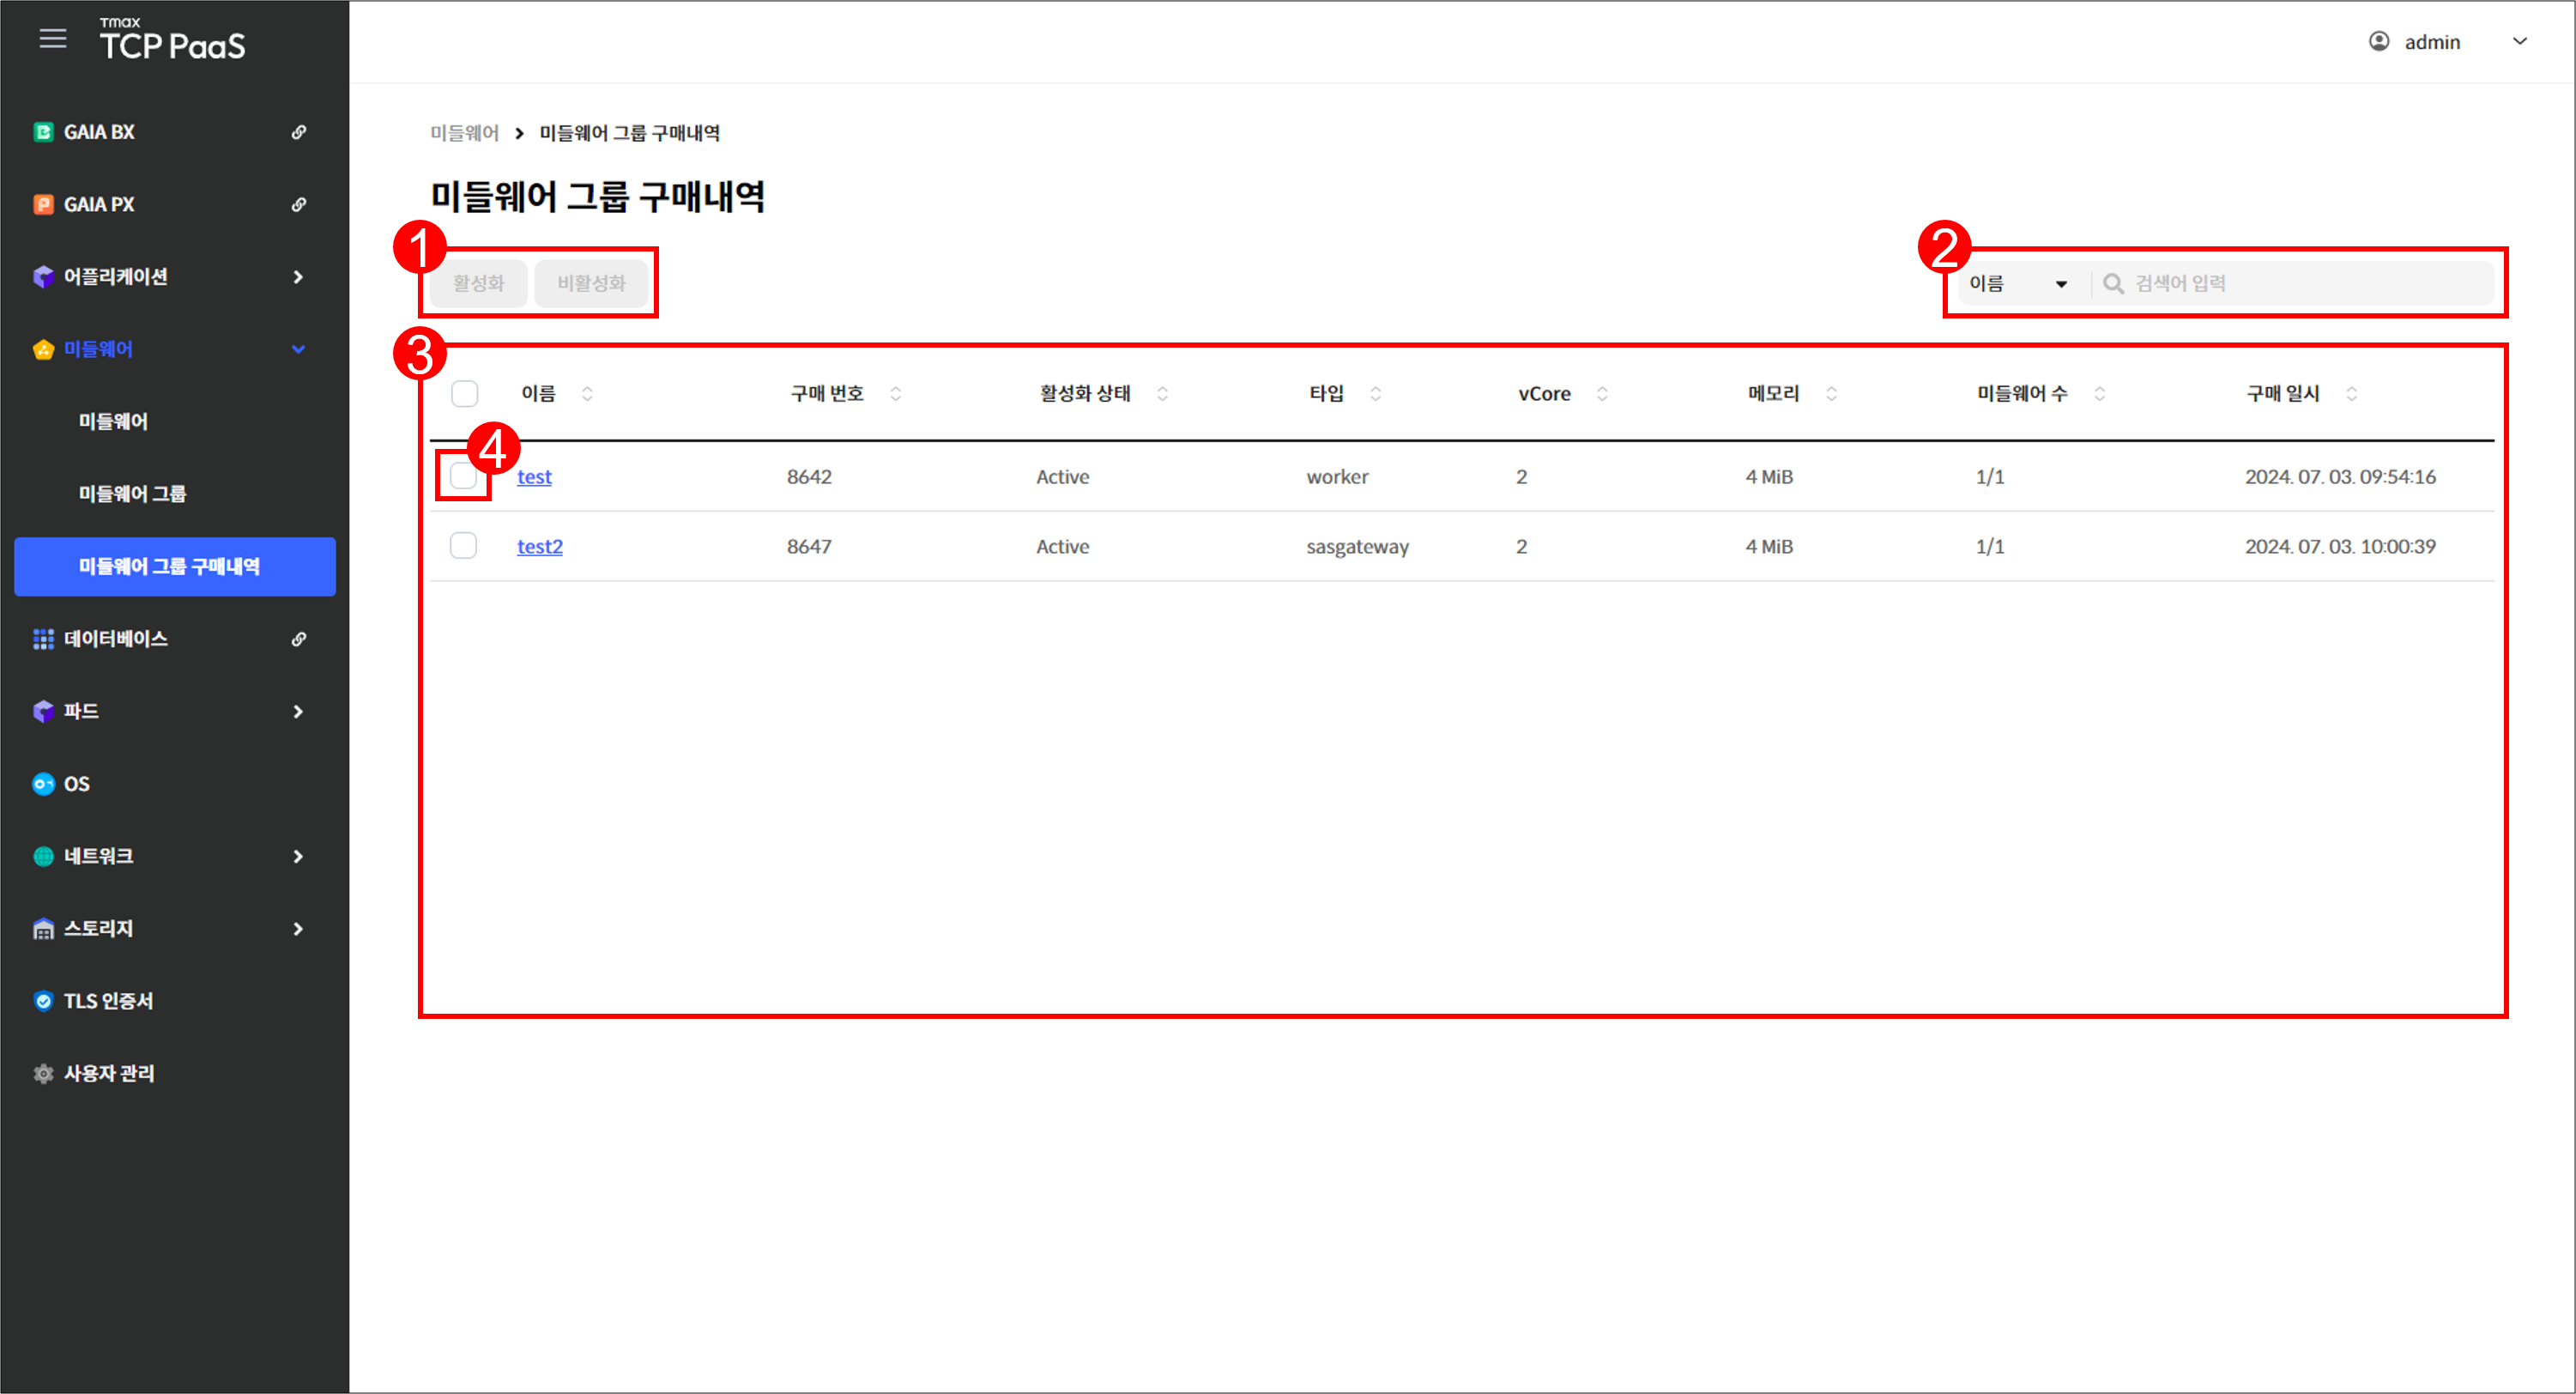 Tmax
TCP PaaS
admin
GAIA BX
GAIA PX
어플리케이션
미들웨어
미들웨어
미들웨어 그룹
미들웨어 그룹 구매내역
데이터베이스
파드
OS
네트워크
스토리지
TLS 인증서
사용자 관리
미들웨어 > 미들웨어 그룹 구매내역
미들웨어 그룹 구매내역
1
활성화 비활성화
2
이름 검색어 입력
3
이름 구매 번호 활성화 상태 타입 vCore 메모리 미들웨어 수 구매 일시
4
test 8642 Active worker 2 4 MiB 1/1 2024. 07. 03. 09:54:16
test2 8647 Active sasgateway 2 4 MiB 1/1 2024. 07. 03. 10:00:39